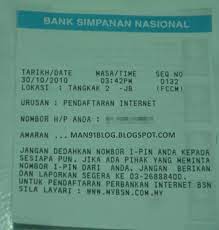 BANK SIMPANAN NASIONAL
TARIKH/DATE MASA/TIME SEQ NO
30/10/2010 03:42PM 0132
LOKASI : TANGKAK 2 -JB (FCCM)
URUSAN : PENDAFTARAN INTERNET
NOMBOR H/P ANDA :
AMARAN ... MAN91BLOG.BLOGSPOT.COM
JANGAN DEDAHKAN NOMBOR I-PIN ANDA KEPADA
SESIAPA PUN. JIKA ADA PIHAK YANG MEMINTA
NOMBOR I-PIN DARI ANDA, JANGAN BERIKAN
DAN LAPORKAN SEGERA KE 03-26888400.
UNTUK PENDAFTARAN PERBANKAN INTERNET BSN
SILA LAYARI : WWW.MYBSN.COM.MY